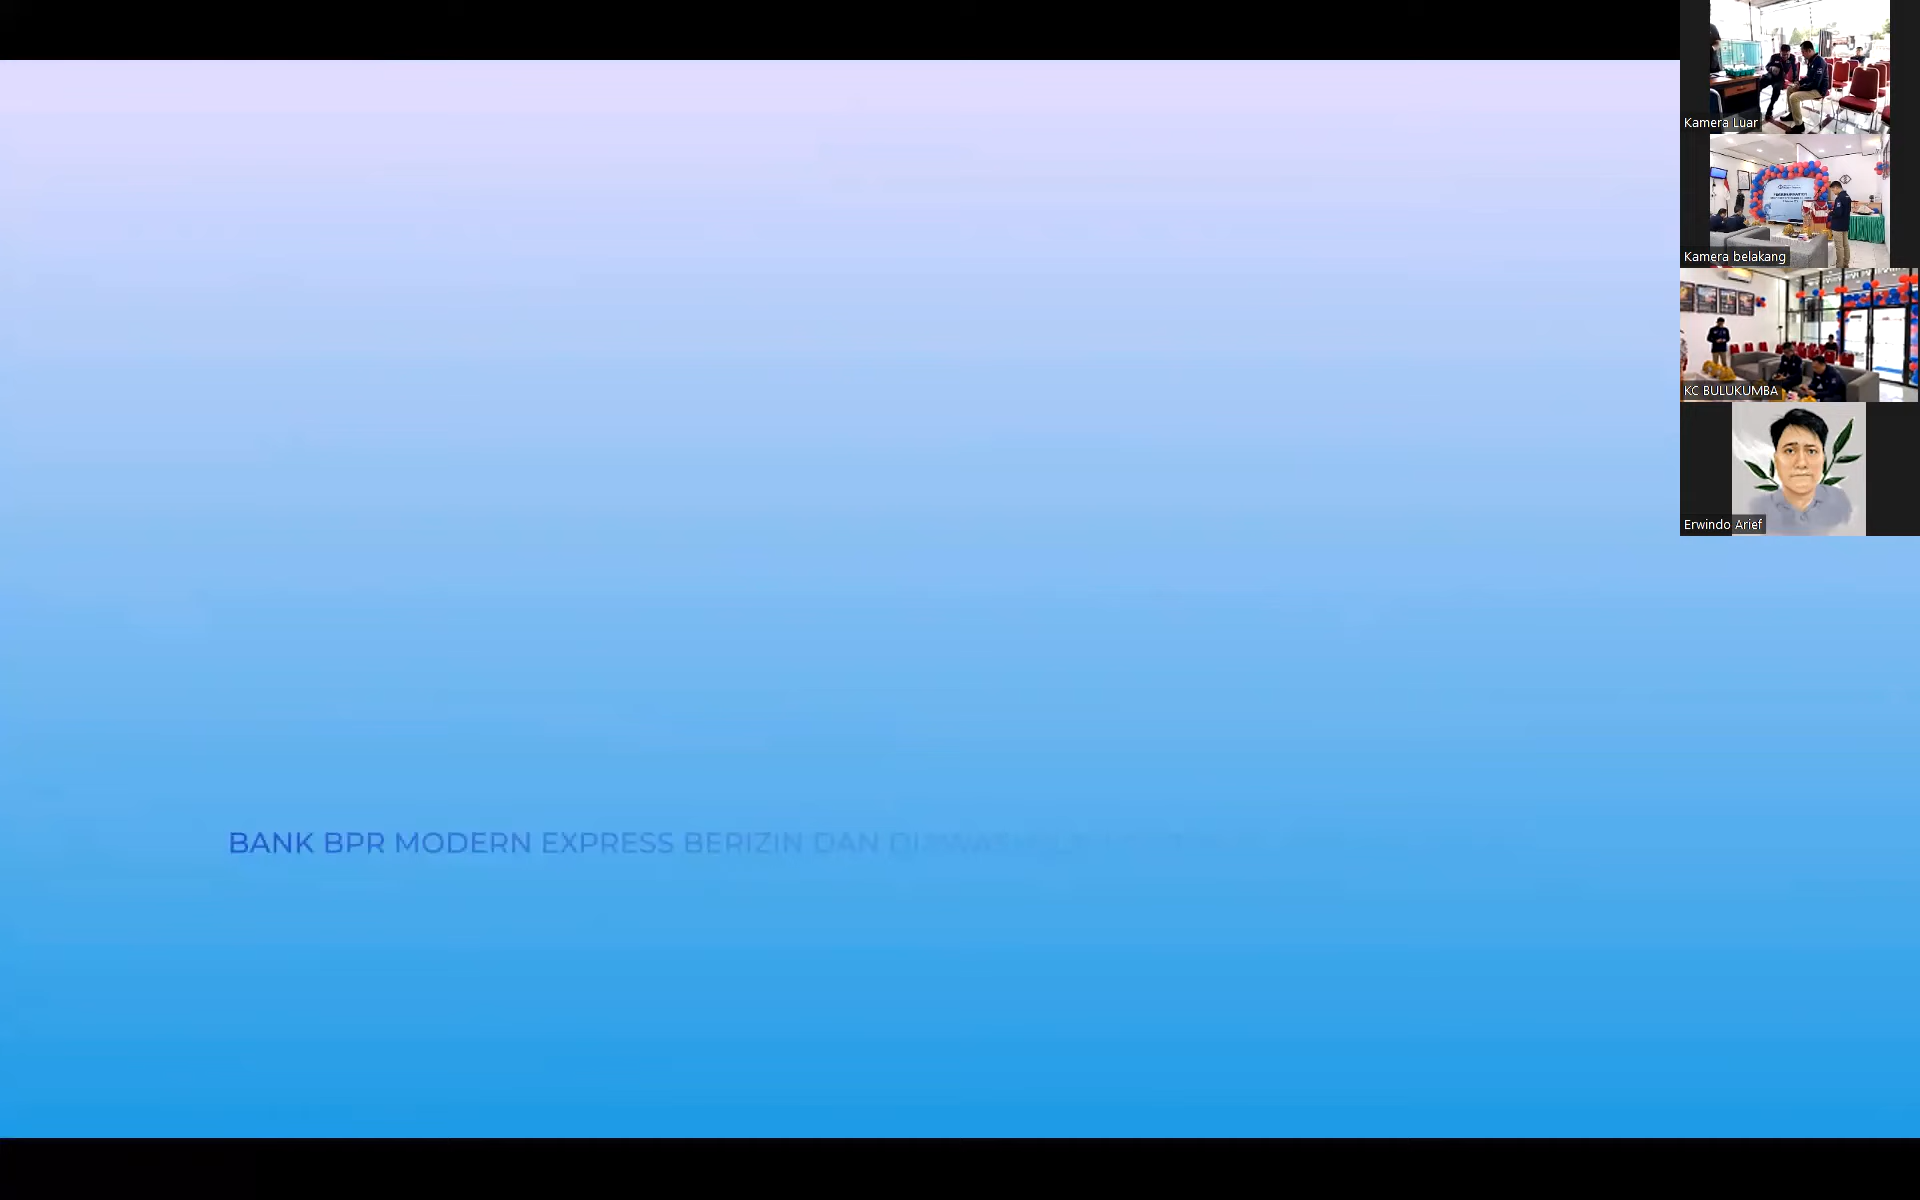 Kamera Luar
Kamera belakang
KC BULUKUMBA
Erwindo Arief
BANK BPR MODERN EXPRESS BERIZIN DAN